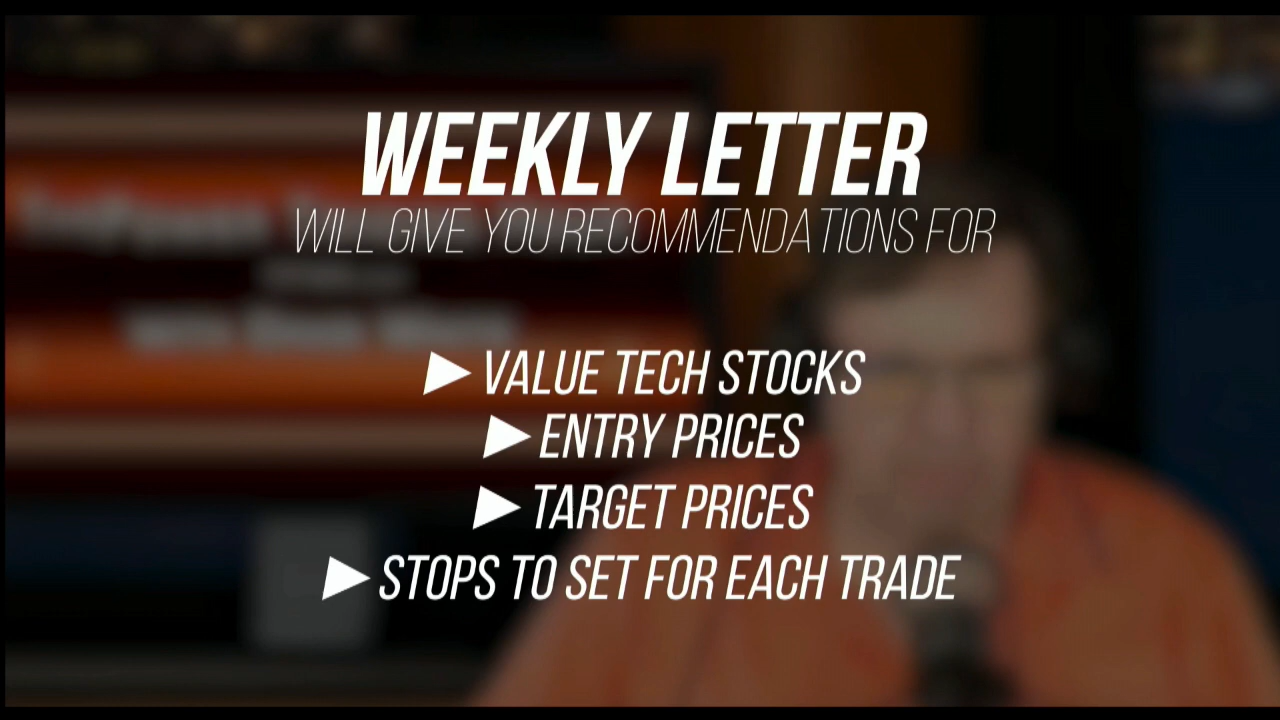 WEEKLY LETTER
WILL GIVE YOU RECOMMENDATIONS FOR
▶ VALUE TECH STOCKS
▶ ENTRY PRICES
▶ TARGET PRICES
▶ STOPS TO SET FOR EACH TRADE